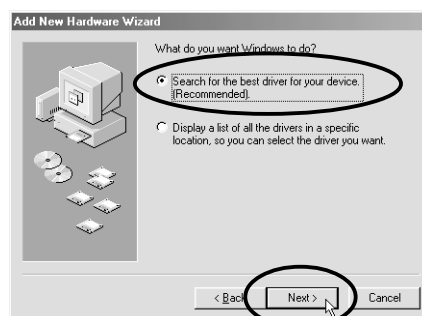 Add New Hardware Wizard
What do you want Windows to do?
Search for the best driver for your device.
(Recommended).
Display a list of all the drivers in a specific
location, so you can select the driver you want.
< Back
Next >
Cancel